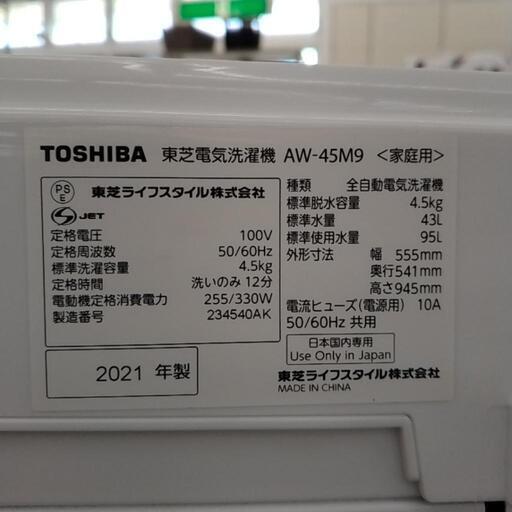 TOSHIBA 東芝電気洗濯機 AW-45M9 <家庭用>
PS
E
東芝ライフスタイル株式会社
S JET
定格電圧 100V
定格周波数 50/60Hz
標準洗濯容量 4.5kg
定格時間 洗いのみ 12分
電動機定格消費電力 255/330W
製造番号 234540AK
2021 年製
種類 全自動電気洗濯機
標準脱水容量 4.5kg
標準水量 43L
標準使用水量 95L
外形寸法 幅 555mm
奥行541mm
高さ945mm
電流ヒューズ(電源用) 10A
50/60Hz 共用
日本国内専用
Use Only in Japan
東芝ライフスタイル株式会社
MADE IN CHINA